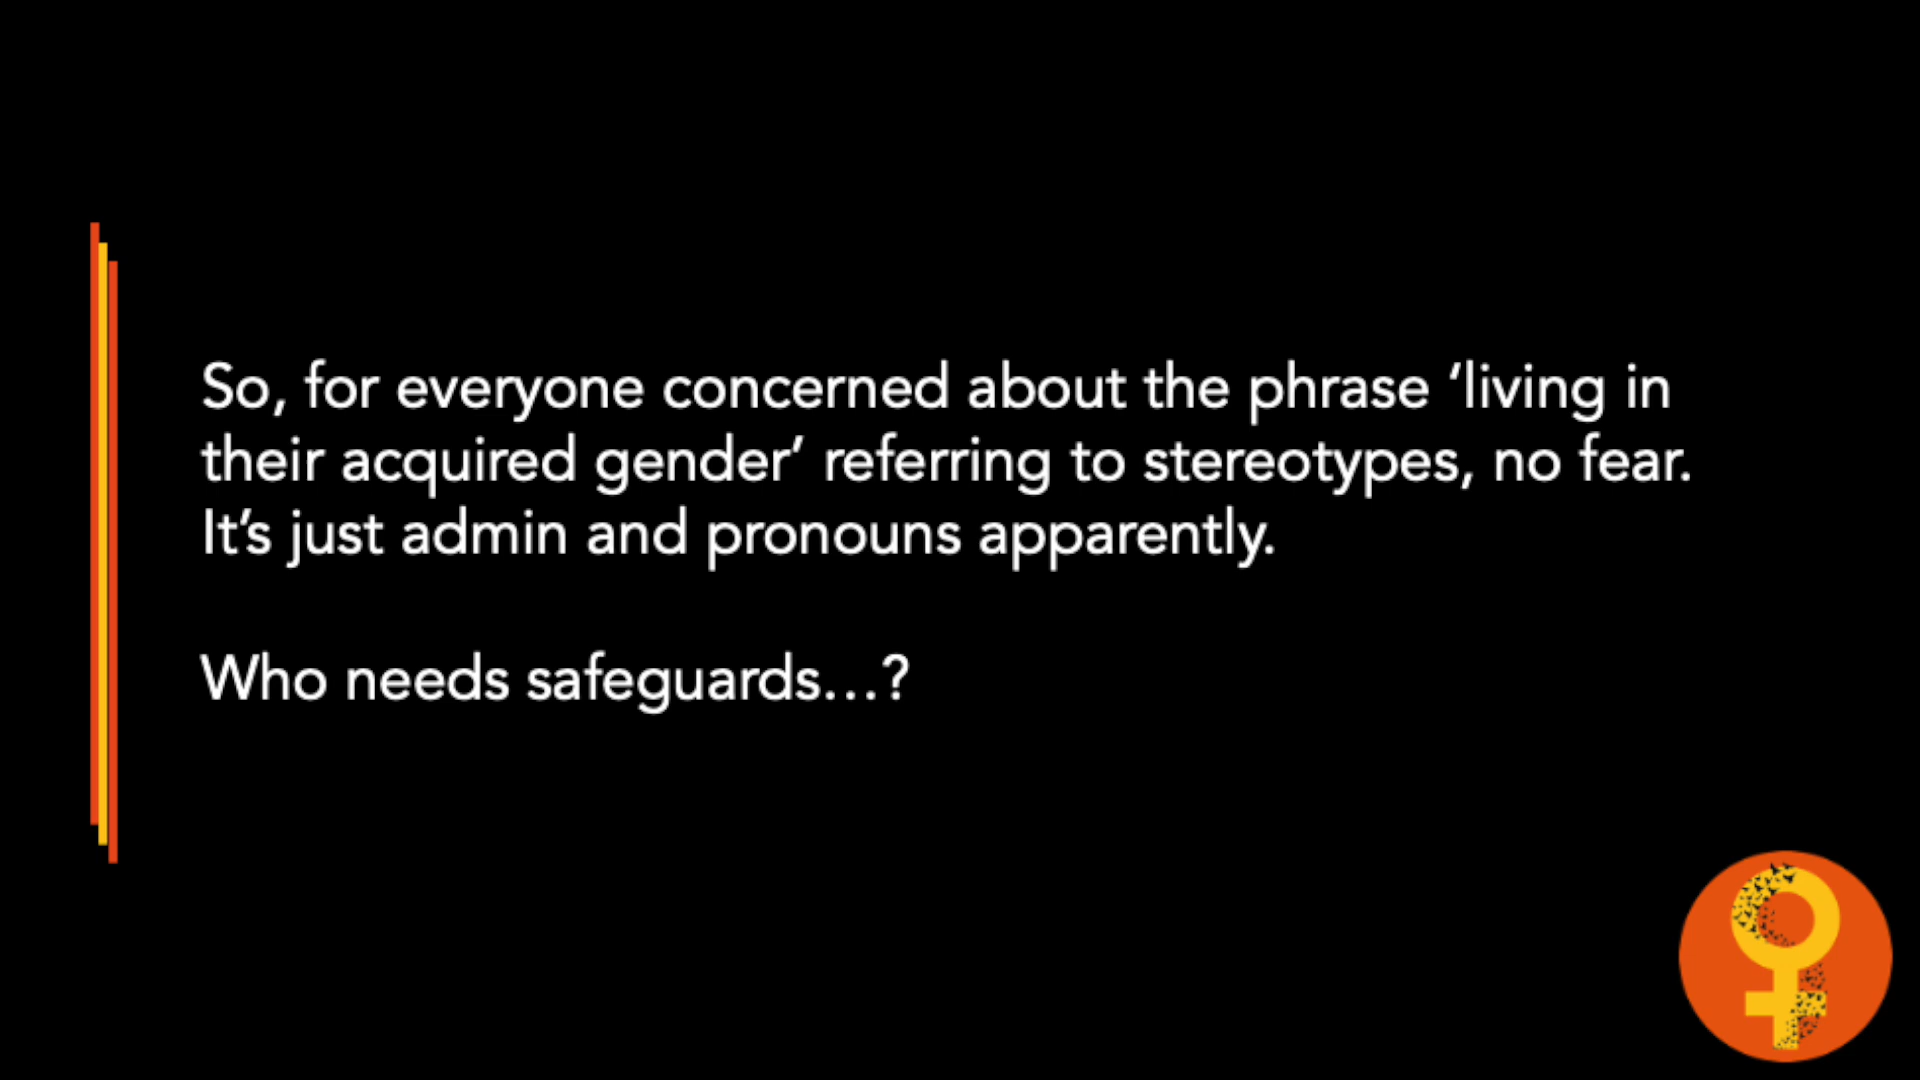 So, for everyone concerned about the phrase ‘living in
their acquired gender’ referring to stereotypes, no fear.
It’s just admin and pronouns apparently.
Who needs safeguards…?